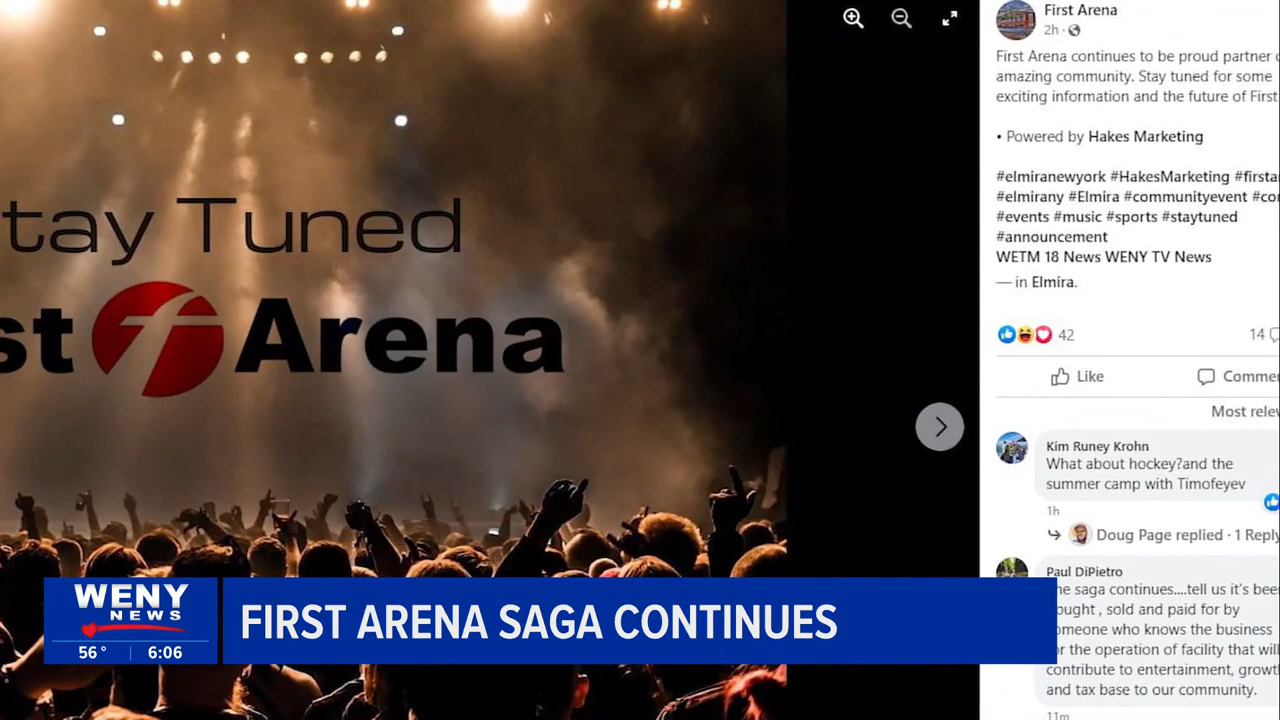 tay Tuned
st Arena
First Arena
2h
First Arena continues to be proud partner
amazing community. Stay tuned for some
exciting information and the future of First
• Powered by Hakes Marketing
#elmiranewyork #HakesMarketing #firsta
#elmirany #Elmira #communityevent #co
#events #music #sports #staytuned
#announcement
WETM 18 News WENY TV News
— in Elmira.
42
14
Like
Comme
Most rele
Kim Runey Krohn
What about hockey?and the
summer camp with Timofeyev
1h
Doug Page replied · 1 Reply
Paul DiPietro
he saga continues....tell us it's bee
ought , sold and paid for by
omeone who knows the business
or the operation of facility that will
contribute to entertainment, growt
and tax base to our community.
11m
WENY
NEWS
56° | 6:06
FIRST ARENA SAGA CONTINUES